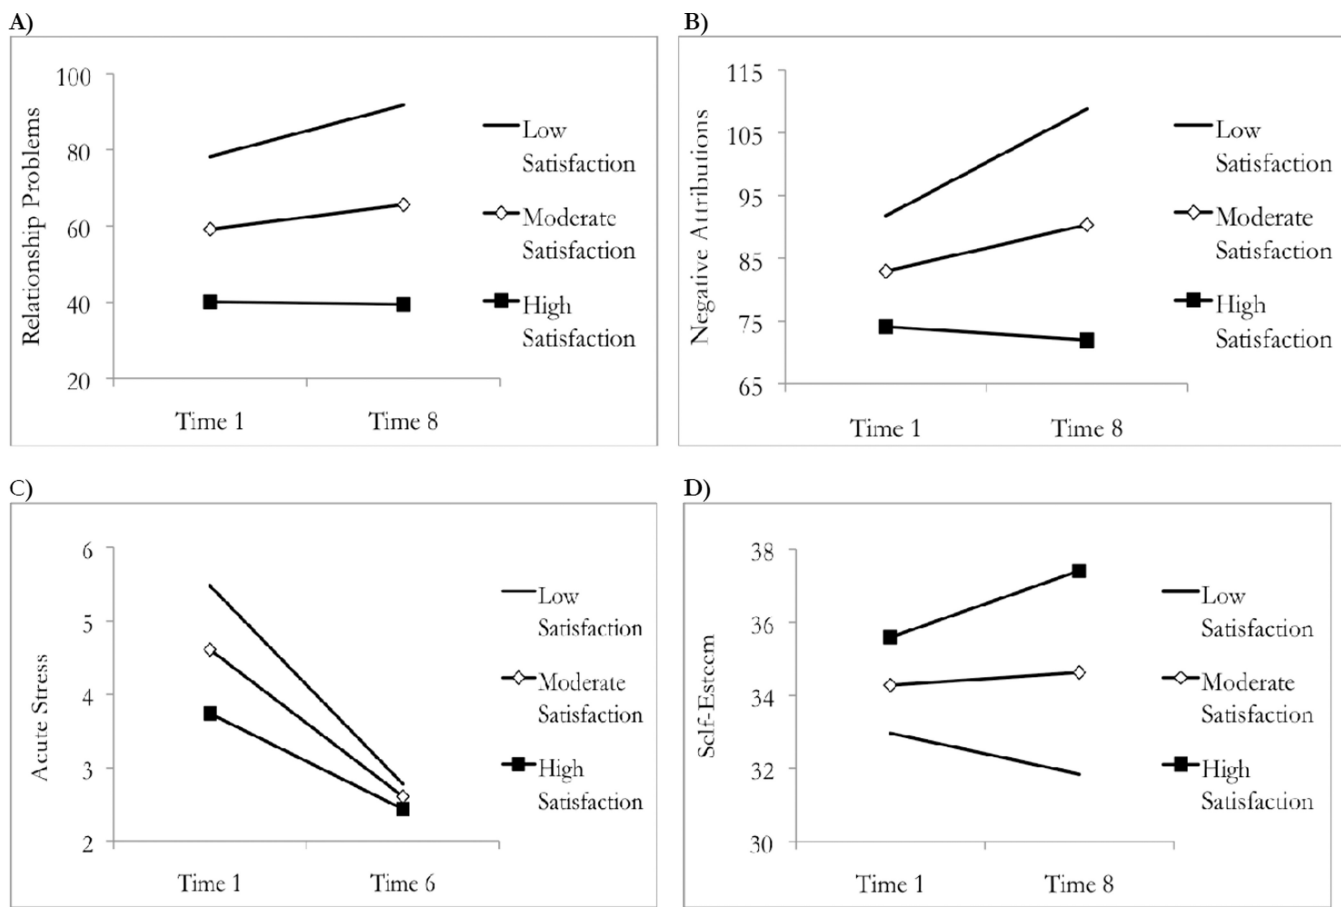 A)
Relationship Problems
100
80
60
40
20
Time 1
Time 8
Low
Satisfaction
Moderate
Satisfaction
High
Satisfaction
B)
Negative Attributions
115
105
95
85
75
65
Time 1
Time 8
Low
Satisfaction
Moderate
Satisfaction
High
Satisfaction
C)
Acute Stress
6
5
4
3
2
Time 1
Time 6
Low
Satisfaction
Moderate
Satisfaction
High
Satisfaction
D)
Self-Esteem
38
36
34
32
30
Time 1
Time 8
Low
Satisfaction
Moderate
Satisfaction
High
Satisfaction